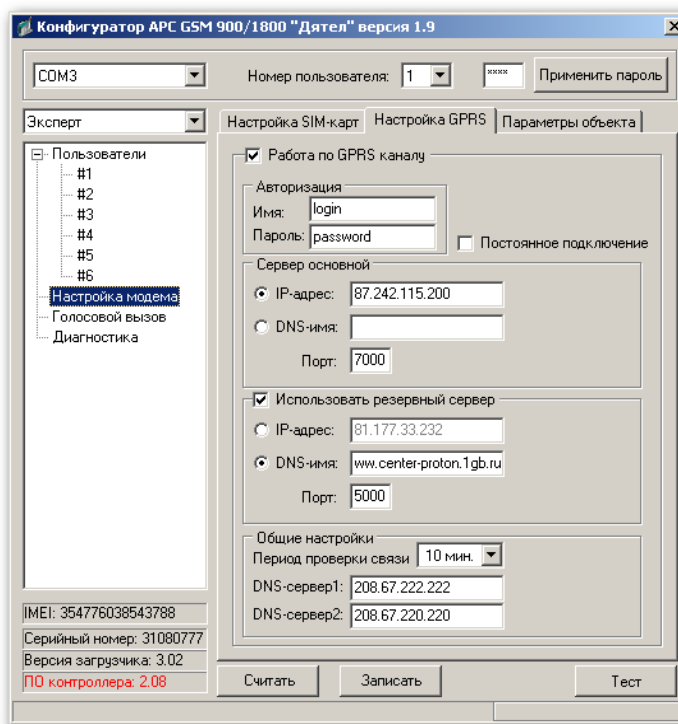 Конфигуратор АРС GSM 900/1800 "Дятел" версия 1.9
COM3 Номер пользователя: 1 **** Применить пароль
Эксперт
Настройка SIM-карт Настройка GPRS Параметры объекта
Пользователи
#1
#2
#3
#4
#5
#6
Настройка модема
Голосовой вызов
Диагностика
IMEI: 354776038543788
Серийный номер: 31080777
Версия загрузчика: 3.02
ПО контроллера: 2.08
Работа по GPRS каналу
Авторизация
Имя: login
Пароль: password
Постоянное подключение
Сервер основной
IP-адрес: 87.242.115.200
DNS-имя:
Порт: 7000
Использовать резервный сервер
IP-адрес: 81.177.33.232
DNS-имя: ww.center-proton.1gb.ru
Порт: 5000
Общие настройки
Период проверки связи 10 мин.
DNS-сервер1: 208.67.222.222
DNS-сервер2: 208.67.220.220
Считать Записать Тест